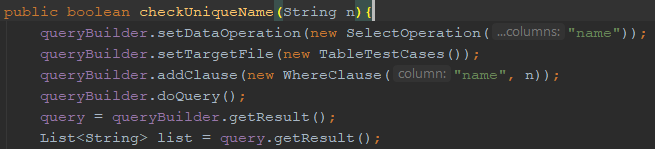 public boolean checkUniqueName(String n){
queryBuilder.setDataOperation(new SelectOperation( ...columns: "name"));
queryBuilder.setTargetFile(new TableTestCases());
queryBuilder.addClause(new WhereClause( column: "name", n));
queryBuilder.doQuery();
query = queryBuilder.getResult();
List<String> list = query.getResult();